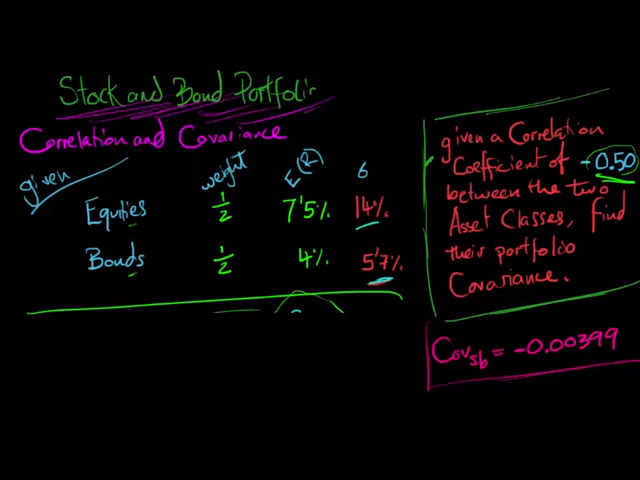 Stock and Bond Portfolio
Correlation and Covariance
given
weight E(R) σ
Equities 1/2 7'5% 14%
Bonds 1/2 4% 5'7%
given a Correlation
Coefficient of -0.50
between the two
Asset Classes, find
their portfolio
Covariance.
Cov_sb = -0.00399